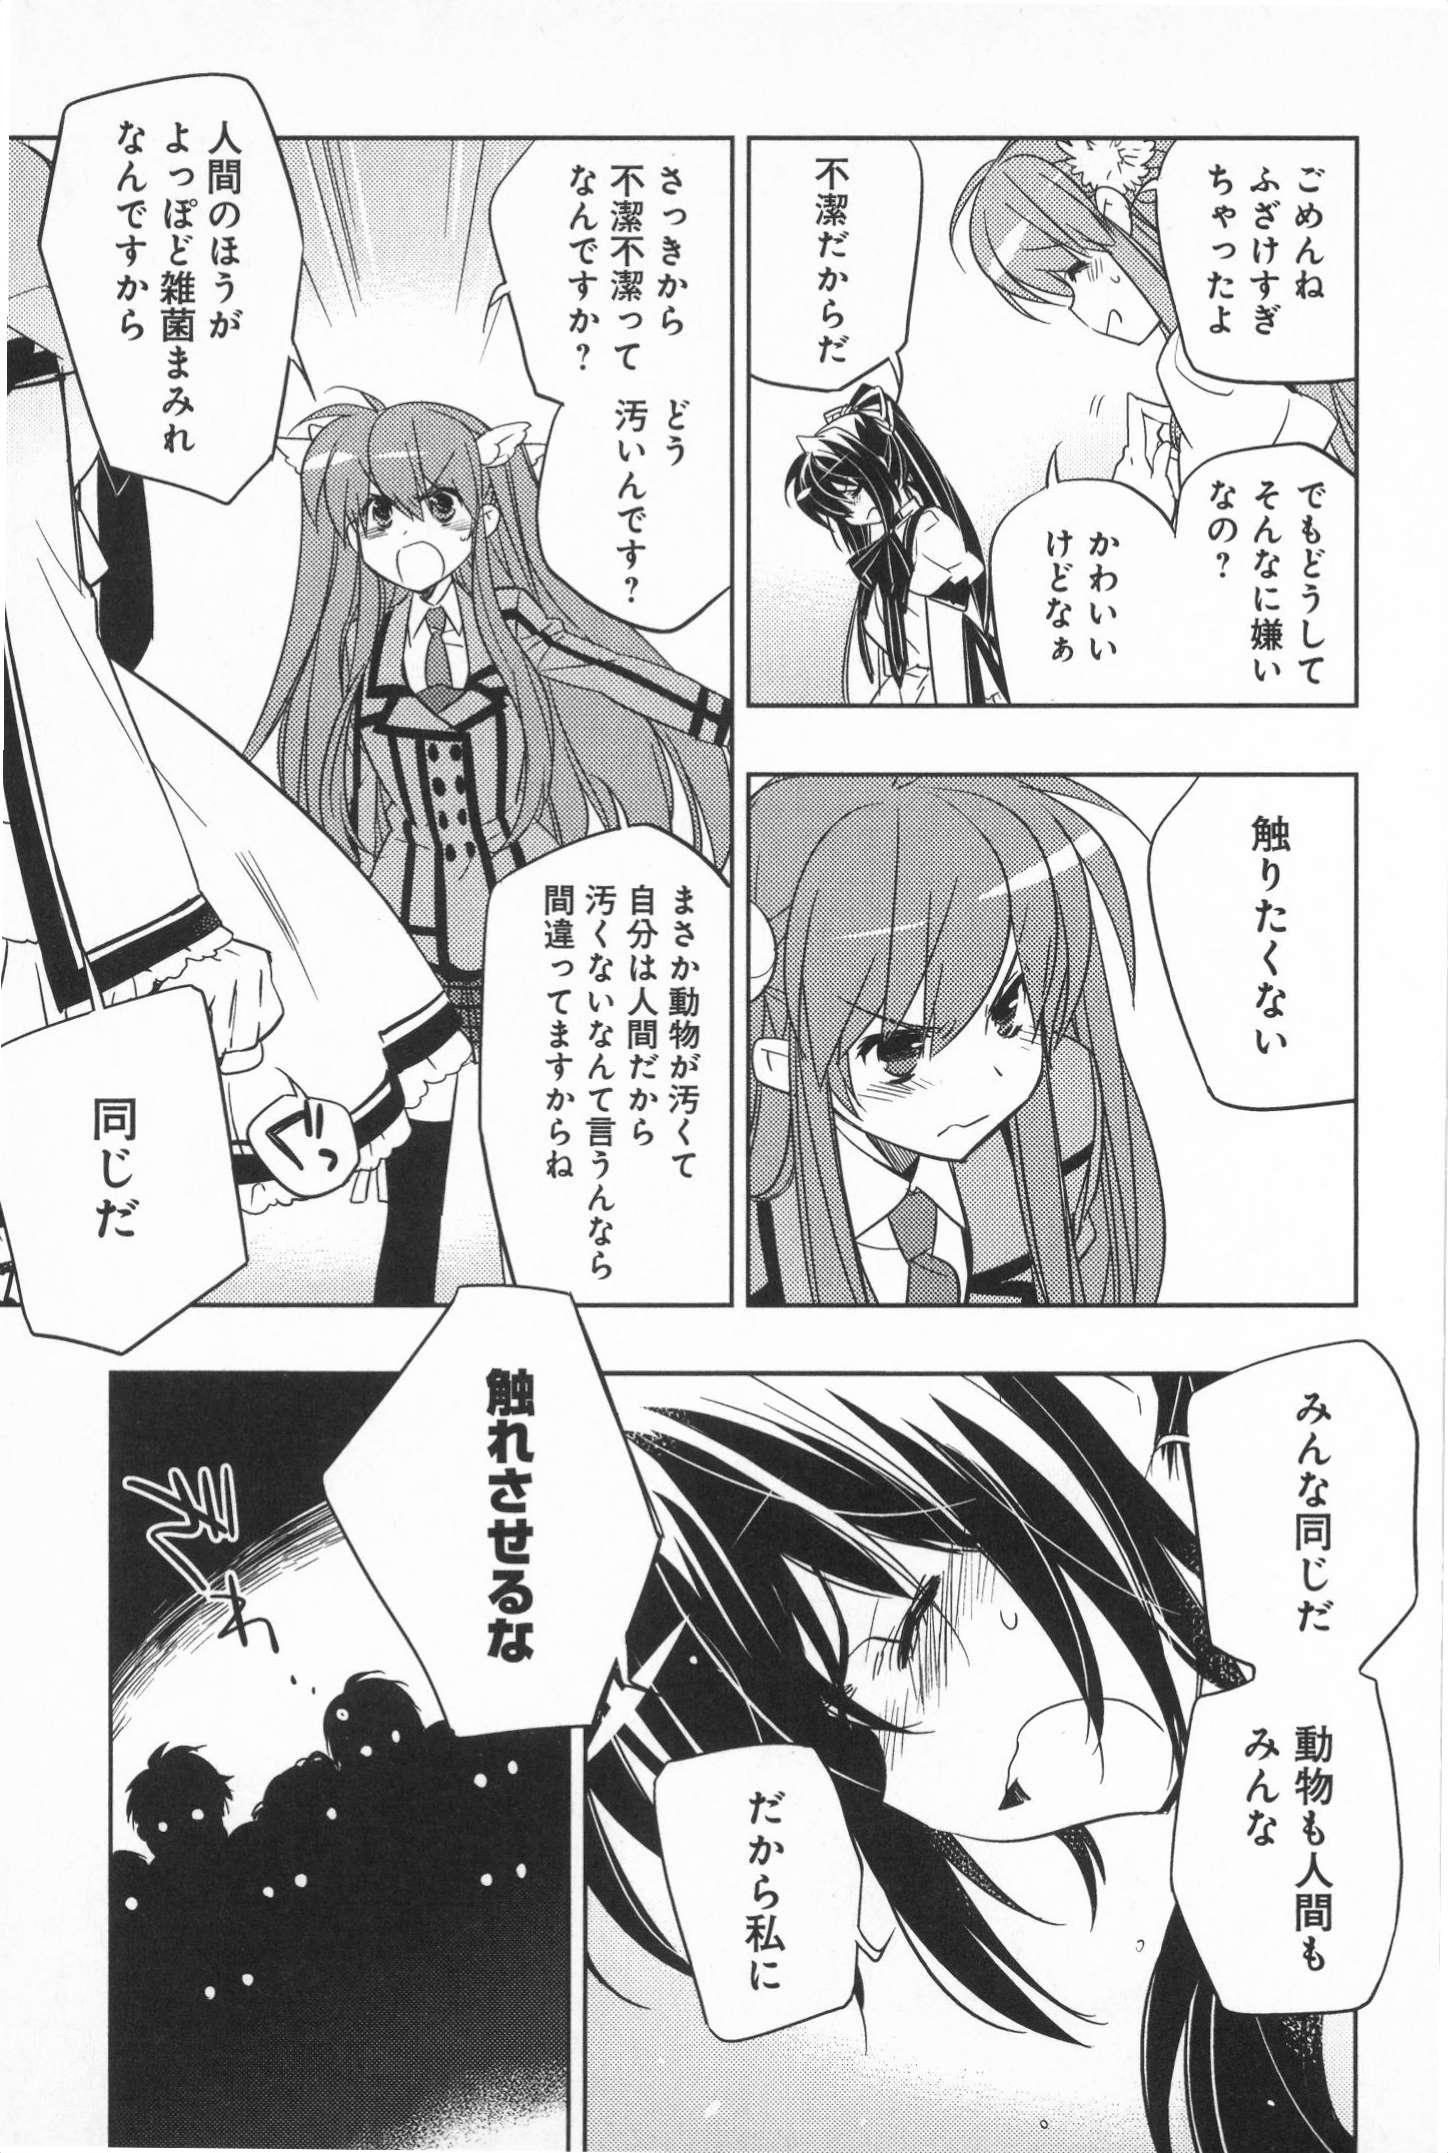 ごめんね
ふざけすぎ
ちゃったよ
でもどうして
そんなに嫌い
なの?
かわいい
けどなぁ
不潔だからだ
触りたくない
さっきから
不潔不潔って
なんですか?
どう
汚いんです?
人間のほうが
よっぽど雑菌まみれ
なんですから
まさか動物が汚くて
自分は人間だから
汚くないなんて言うんなら
間違ってますからね
ぐっ
同じだ
みんな同じだ
動物も人間も
みんな
だから私に
触れさせるな